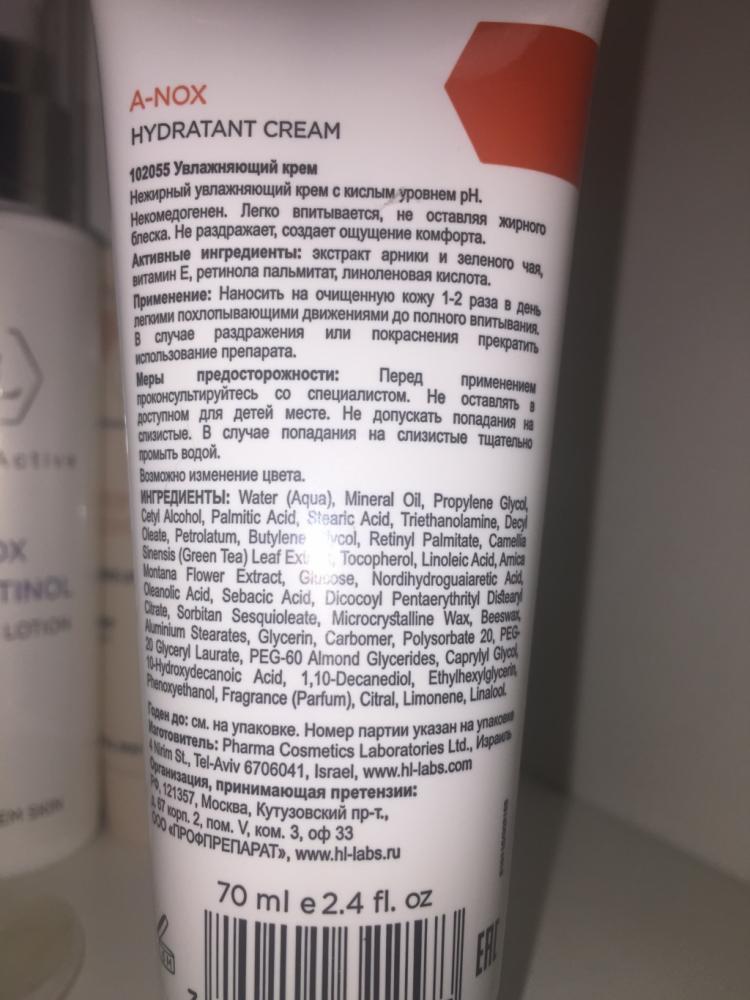 A-NOX
HYDRATANT CREAM
102055 Увлажняющий крем
Нежирный увлажняющий крем с кислым уровнем pH.
Некомедогенен. Легко впитывается, не оставляя жирного
блеска. Не раздражает, создает ощущение комфорта.
Активные ингредиенты: экстракт арники и зеленого чая,
витамин Е, ретинола пальмитат, линоленовая кислота.
Применение: Наносить на очищенную кожу 1-2 раза в день
легкими похлопывающими движениями до полного впитывания.
В случае раздражения или покраснения прекратить
использование препарата.
Меры предосторожности: Перед применением
проконсультируйтесь со специалистом. Не оставлять в
доступном для детей месте. Не допускать попадания на
слизистые. В случае попадания на слизистые тщательно
промыть водой.
Возможно изменение цвета.
ИНГРЕДИЕНТЫ: Water (Aqua), Mineral Oil, Propylene Glycol,
Cetyl Alcohol, Palmitic Acid, Stearic Acid, Triethanolamine, Decyl
Oleate, Petrolatum, Butylene Retinyl Palmitate, Camellia
Sinensis (Green Tea) Leaf Tocopherol, Linoleic Acid, Arnica
Montana Flower Extract, Glucose, Nordihydroguaiaretic Acid,
Oleanolic Acid, Sebacic Acid, Dicocoyl Pentaerythrityl Distearyl
Citrate, Sorbitan Sesquioleate, Microcrystalline Wax, Beeswax,
Aluminium Stearates, Glycerin, Carbomer, Polysorbate 20, PEG-
20 Glyceryl Laurate, PEG-60 Almond Glycerides, Caprylyl Glycol,
10-Hydroxydecanoic Acid, 1,10-Decanediol, Ethylhexylglycerin,
Phenoxyethanol, Fragrance (Parfum), Citral, Limonene, Linalool.
Годен до: см. на упаковке. Номер партии указан на упаковке
Изготовитель: Pharma Cosmetics Laboratories Ltd., Израиль
4 Nirim St., Tel-Aviv 6706041, Israel, www.hl-labs.com
Организация, принимающая претензии:
РФ, 121357, Москва, Кутузовский пр-т.,
д. 67 корп. 2, пом. V, ком. 3, оф 33
ООО «ПРОФПРЕПАРАТ», www.hl-labs.ru
70 ml e 2.4 fl. oz
EAC
Active
OX
TINOL
LOTION
EM SKIN